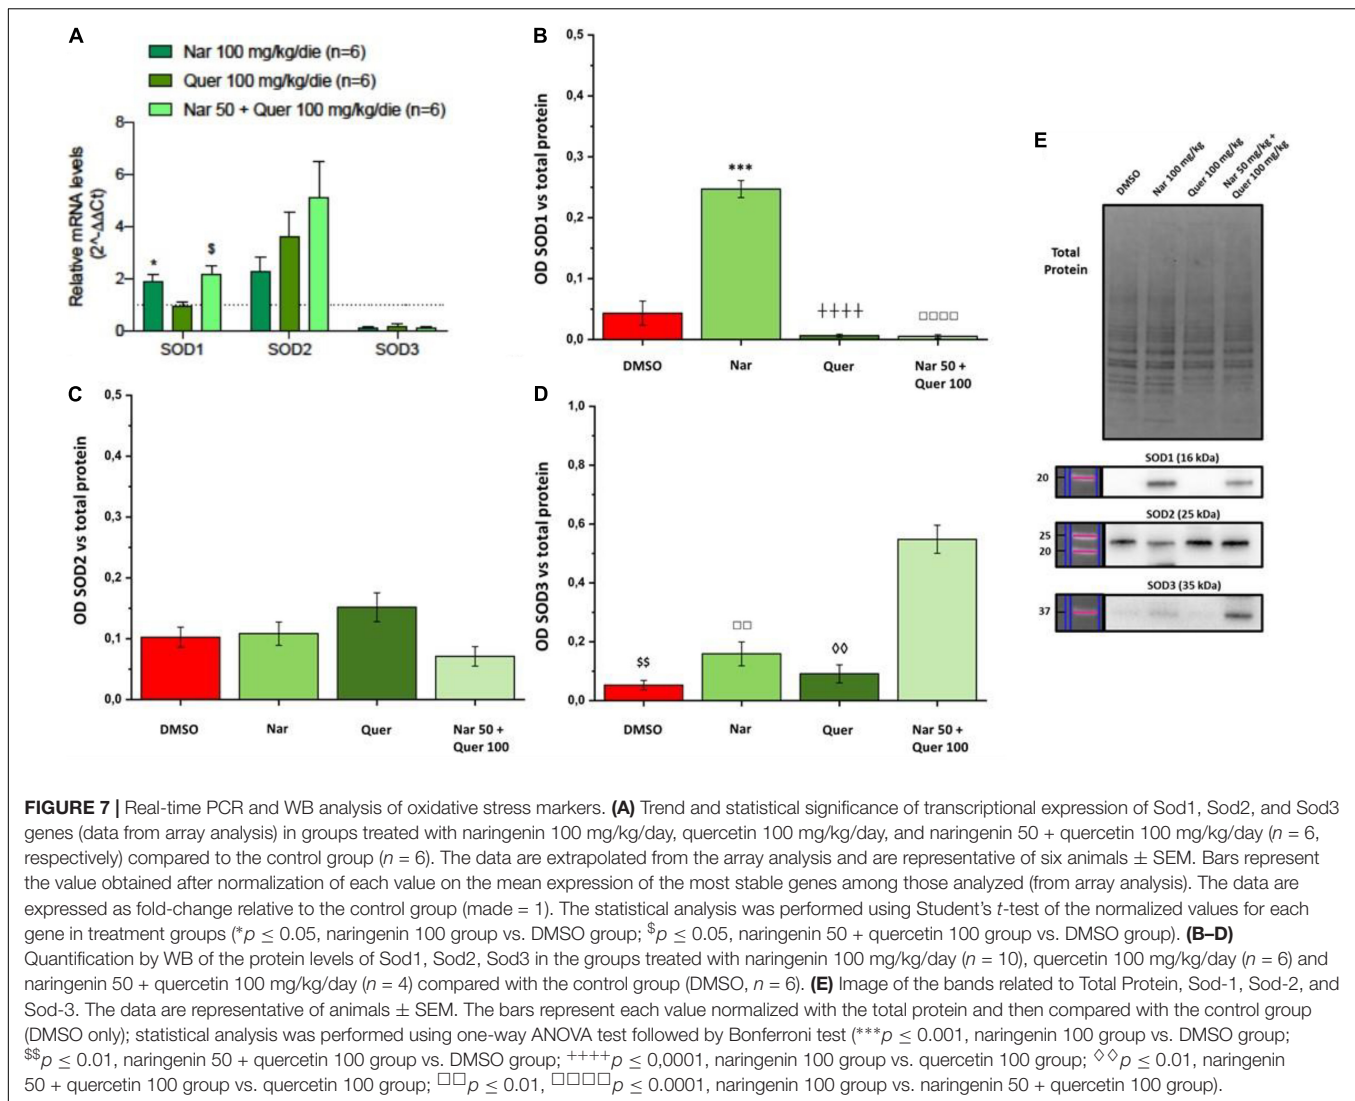 A
Nar 100 mg/kg/die (n=6)
Quer 100 mg/kg/die (n=6)
Nar 50 + Quer 100 mg/kg/die (n=6)
Relative mRNA levels
(2^-ΔΔCt)
8
6
4
2
0
*
$
SOD1
SOD2
SOD3
B
OD SOD1 vs total protein
0,5
0,4
0,3
0,2
0,1
0,0
***
++++
□□□□
DMSO
Nar
Quer
Nar 50 +
Quer 100
C
OD SOD2 vs total protein
0,5
0,4
0,3
0,2
0,1
0,0
DMSO
Nar
Quer
Nar 50 +
Quer 100
D
OD SOD3 vs total protein
1,0
0,8
0,6
0,4
0,2
0,0
$$
□□
◊◊
DMSO
Nar
Quer
Nar 50 +
Quer 100
E
DMSO
Nar 100 mg/kg
Quer 100 mg/kg
Nar 50 mg/kg +
Quer 100 mg/kg
Total
Protein
SOD1 (16 kDa)
20
SOD2 (25 kDa)
25
20
SOD3 (35 kDa)
37
FIGURE 7 | Real-time PCR and WB analysis of oxidative stress markers. (A) Trend and statistical significance of transcriptional expression of Sod1, Sod2, and Sod3
genes (data from array analysis) in groups treated with naringenin 100 mg/kg/day, quercetin 100 mg/kg/day, and naringenin 50 + quercetin 100 mg/kg/day (n = 6,
respectively) compared to the control group (n = 6). The data are extrapolated from the array analysis and are representative of six animals ± SEM. Bars represent
the value obtained after normalization of each value on the mean expression of the most stable genes among those analyzed (from array analysis). The data are
expressed as fold-change relative to the control group (made = 1). The statistical analysis was performed using Student's t-test of the normalized values for each
gene in treatment groups (*p ≤ 0.05, naringenin 100 group vs. DMSO group; $p ≤ 0.05, naringenin 50 + quercetin 100 group vs. DMSO group). (B–D)
Quantification by WB of the protein levels of Sod1, Sod2, Sod3 in the groups treated with naringenin 100 mg/kg/day (n = 10), quercetin 100 mg/kg/day (n = 6) and
naringenin 50 + quercetin 100 mg/kg/day (n = 4) compared with the control group (DMSO, n = 6). (E) Image of the bands related to Total Protein, Sod-1, Sod-2, and
Sod-3. The data are representative of animals ± SEM. The bars represent each value normalized with the total protein and then compared with the control group
(DMSO only); statistical analysis was performed using one-way ANOVA test followed by Bonferroni test (***p ≤ 0.001, naringenin 100 group vs. DMSO group;
$$p ≤ 0.01, naringenin 50 + quercetin 100 group vs. DMSO group; ++++p ≤ 0,0001, naringenin 100 group vs. quercetin 100 group; ◊◊p ≤ 0.01, naringenin
50 + quercetin 100 group vs. quercetin 100 group; □□p ≤ 0.01, □□□□p ≤ 0.0001, naringenin 100 group vs. naringenin 50 + quercetin 100 group).